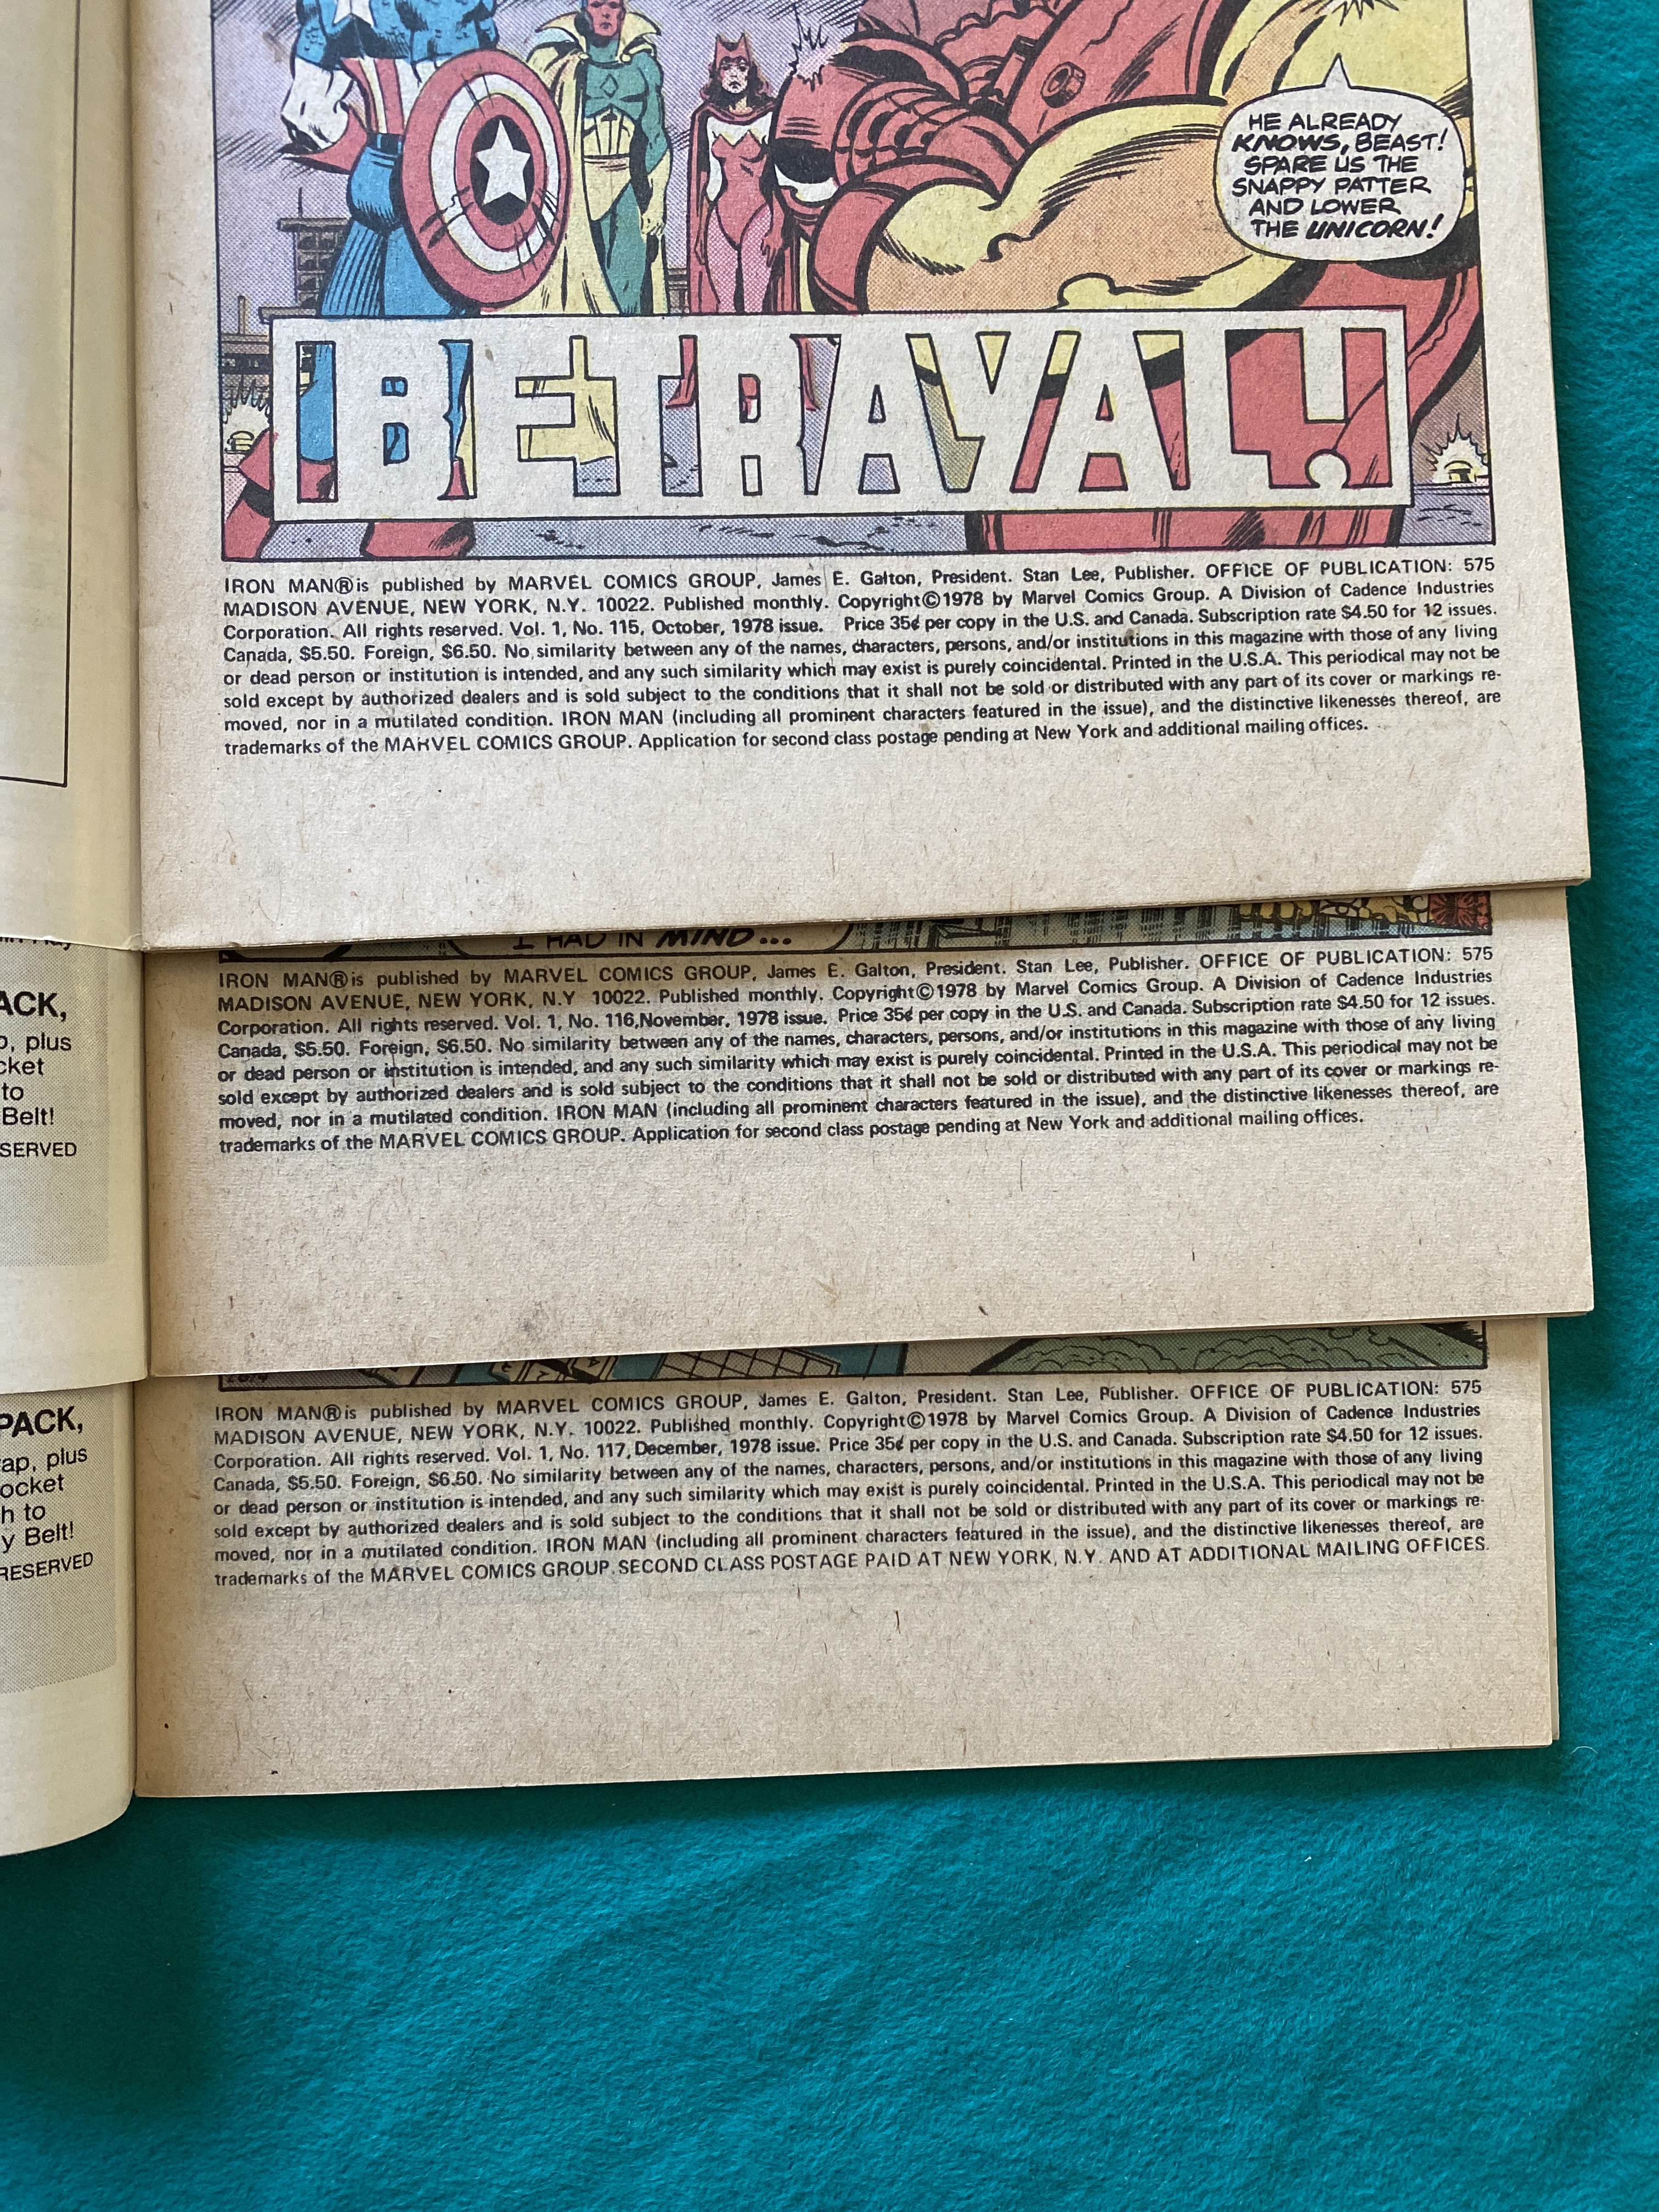 HE ALREADY
KNOWS, BEAST!
SPARE US THE
SNAPPY PATTER
AND LOWER
THE UNICORN!
BETRAYAL!
IRON MAN® is published by MARVEL COMICS GROUP, James E. Galton, President. Stan Lee, Publisher. OFFICE OF PUBLICATION: 575
MADISON AVENUE, NEW YORK, N.Y. 10022. Published monthly. Copyright © 1978 by Marvel Comics Group. A Division of Cadence Industries
Corporation. All rights reserved. Vol. 1, No. 115, October, 1978 issue. Price 35¢ per copy in the U.S. and Canada. Subscription rate $4.50 for 12 issues.
Canada, $5.50. Foreign, $6.50. No similarity between any of the names, characters, persons, and/or institutions in this magazine with those of any living
or dead person or institution is intended, and any such similarity which may exist is purely coincidental. Printed in the U.S.A. This periodical may not be
sold except by authorized dealers and is sold subject to the conditions that it shall not be sold or distributed with any part of its cover or markings re-
moved, nor in a mutilated condition. IRON MAN (including all prominent characters featured in the issue), and the distinctive likenesses thereof, are
trademarks of the MARVEL COMICS GROUP. Application for second class postage pending at New York and additional mailing offices.
I HAD IN MIND...
IRON MAN® is published by MARVEL COMICS GROUP, James E. Galton, President. Stan Lee, Publisher. OFFICE OF PUBLICATION: 575
MADISON AVENUE, NEW YORK, N.Y 10022. Published monthly. Copyright © 1978 by Marvel Comics Group. A Division of Cadence Industries
Corporation. All rights reserved. Vol. 1, No. 116, November, 1978 issue. Price 35¢ per copy in the U.S. and Canada. Subscription rate $4.50 for 12 issues.
Canada, $5.50. Foreign, $6.50. No similarity between any of the names, characters, persons, and/or institutions in this magazine with those of any living
or dead person or institution is intended, and any such similarity which may exist is purely coincidental. Printed in the U.S.A. This periodical may not be
sold except by authorized dealers and is sold subject to the conditions that it shall not be sold or distributed with any part of its cover or markings re-
moved, nor in a mutilated condition. IRON MAN (including all prominent characters featured in the issue), and the distinctive likenesses thereof, are
trademarks of the MARVEL COMICS GROUP. Application for second class postage pending at New York and additional mailing offices.
ACK,
, plus
cket
to
Belt!
SERVED
IRON MAN® is published by MARVEL COMICS GROUP, James E. Galton, President. Stan Lee, Publisher. OFFICE OF PUBLICATION: 575
MADISON AVENUE, NEW YORK, N.Y. 10022. Published monthly. Copyright © 1978 by Marvel Comics Group. A Division of Cadence Industries
Corporation. All rights reserved. Vol. 1, No. 117, December, 1978 issue. Price 35¢ per copy in the U.S. and Canada. Subscription rate $4.50 for 12 issues.
Canada, $5.50. Foreign, $6.50. No similarity between any of the names, characters, persons, and/or institutions in this magazine with those of any living
or dead person or institution is intended, and any such similarity which may exist is purely coincidental. Printed in the U.S.A. This periodical may not be
sold except by authorized dealers and is sold subject to the conditions that it shall not be sold or distributed with any part of its cover or markings re-
moved, nor in a mutilated condition. IRON MAN (including all prominent characters featured in the issue), and the distinctive likenesses thereof, are
trademarks of the MARVEL COMICS GROUP. SECOND CLASS POSTAGE PAID AT NEW YORK, N.Y. AND AT ADDITIONAL MAILING OFFICES.
PACK,
ap, plus
ocket
h to
y Belt!
RESERVED